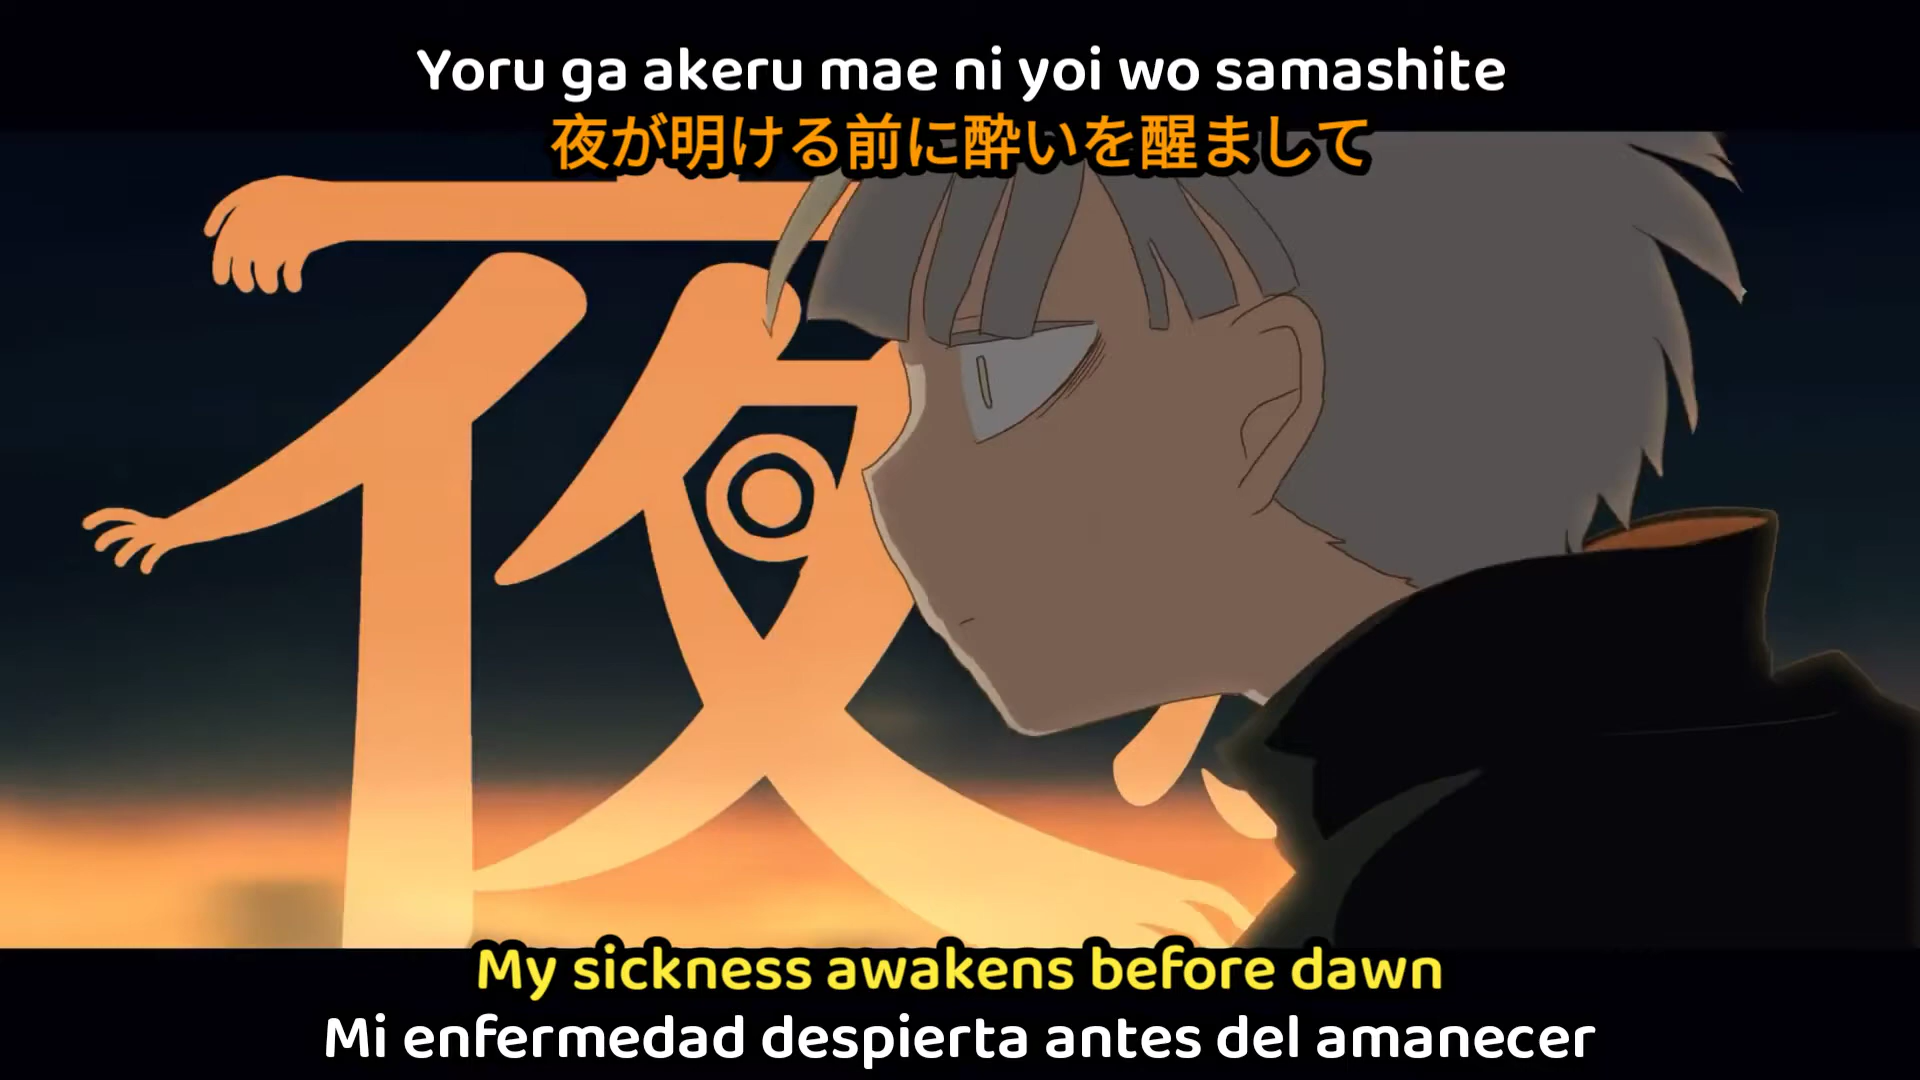 Yoru ga akeru mae ni yoi wo samashite
夜が明ける前に酔いを醒まして
夜
My sickness awakens before dawn
Mi enfermedad despierta antes del amanecer